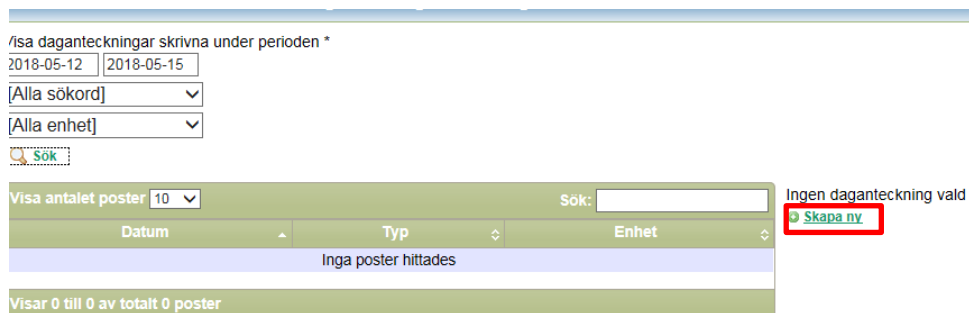 Visa daganteckningar skrivna under perioden *
2018-05-12 2018-05-15
[Alla sökord]
[Alla enhet]
Sök
Visa antalet poster 10 Sök:
Ingen daganteckning vald
Skapa ny
Datum Typ Enhet
Inga poster hittades
Visar 0 till 0 av totalt 0 poster